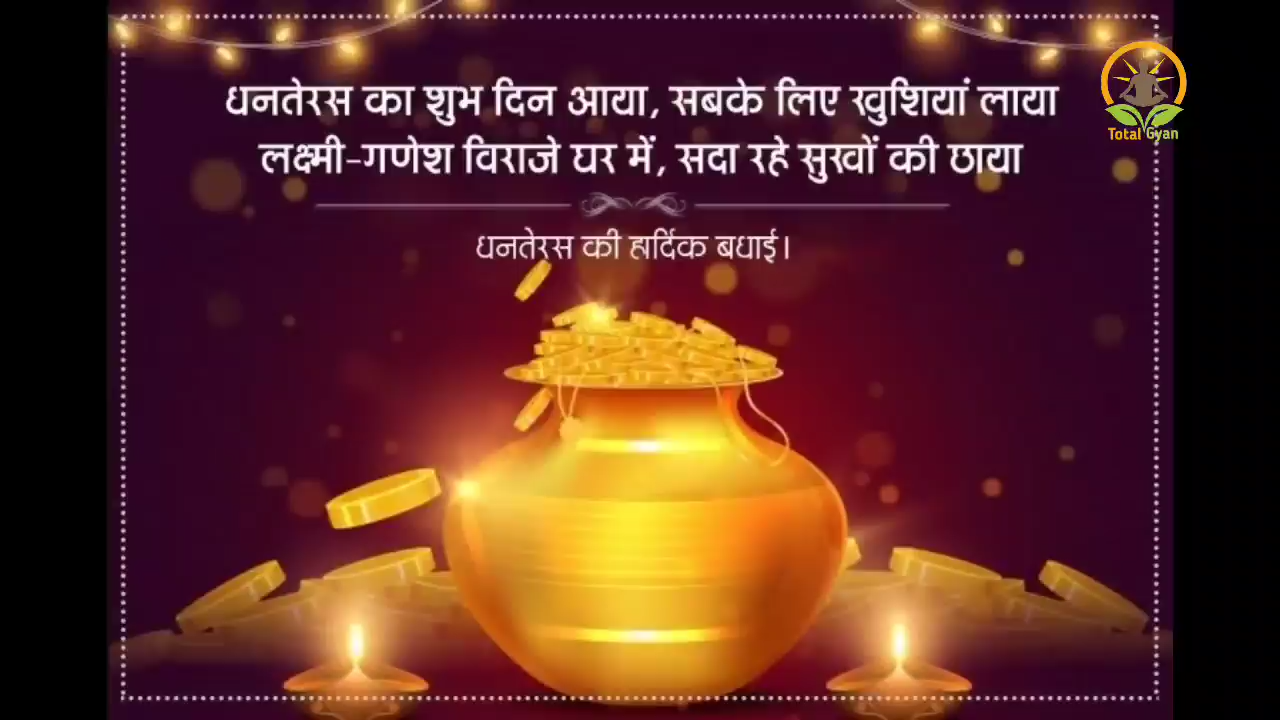 धनतेरस का शुभ दिन आया, सबके लिए खुशियां लाया
लक्ष्मी-गणेश विराजे घर में, सदा रहे सुखों की छाया
धनतेरस की हार्दिक बधाई।
Total Gyan